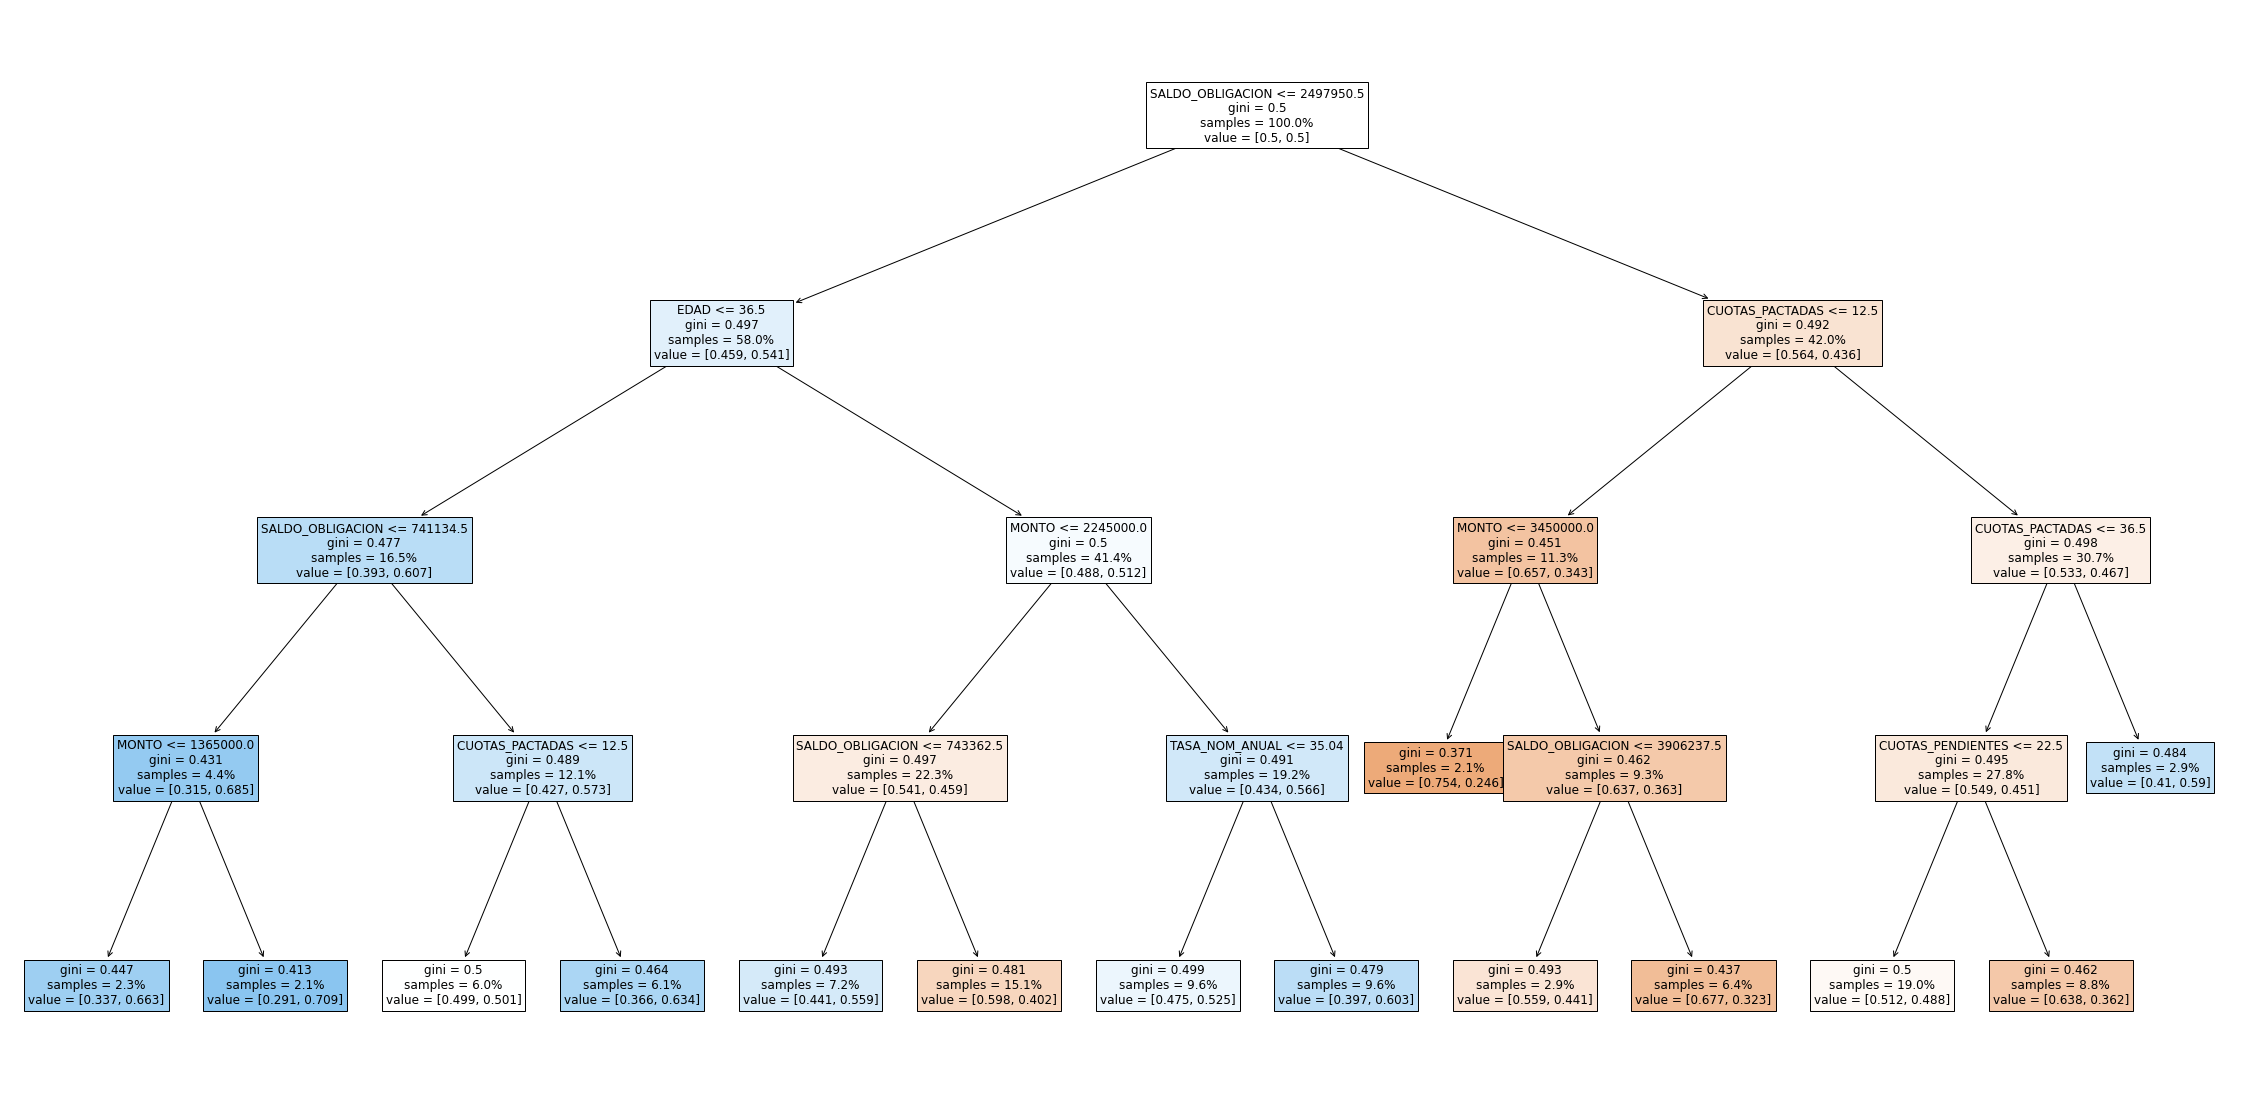 SALDO_OBLIGACION <= 2497950.5
gini = 0.5
samples = 100.0%
value = [0.5, 0.5]
EDAD <= 36.5
gini = 0.497
samples = 58.0%
value = [0.459, 0.541]
CUOTAS_PACTADAS <= 12.5
gini = 0.492
samples = 42.0%
value = [0.564, 0.436]
SALDO_OBLIGACION <= 741134.5
gini = 0.477
samples = 16.5%
value = [0.393, 0.607]
MONTO <= 2245000.0
gini = 0.5
samples = 41.4%
value = [0.488, 0.512]
MONTO <= 3450000.0
gini = 0.451
samples = 11.3%
value = [0.657, 0.343]
CUOTAS_PACTADAS <= 36.5
gini = 0.498
samples = 30.7%
value = [0.533, 0.467]
MONTO <= 1365000.0
gini = 0.431
samples = 4.4%
value = [0.315, 0.685]
CUOTAS_PACTADAS <= 12.5
gini = 0.489
samples = 12.1%
value = [0.427, 0.573]
SALDO_OBLIGACION <= 743362.5
gini = 0.497
samples = 22.3%
value = [0.541, 0.459]
TASA_NOM_ANUAL <= 35.04
gini = 0.491
samples = 19.2%
value = [0.434, 0.566]
gini = 0.371
samples = 2.1%
value = [0.754, 0.246]
SALDO_OBLIGACION <= 3906237.5
gini = 0.462
samples = 9.3%
value = [0.637, 0.363]
CUOTAS_PENDIENTES <= 22.5
gini = 0.495
samples = 27.8%
value = [0.549, 0.451]
gini = 0.484
samples = 2.9%
value = [0.41, 0.59]
gini = 0.447
samples = 2.3%
value = [0.337, 0.663]
gini = 0.413
samples = 2.1%
value = [0.291, 0.709]
gini = 0.5
samples = 6.0%
value = [0.499, 0.501]
gini = 0.464
samples = 6.1%
value = [0.366, 0.634]
gini = 0.493
samples = 7.2%
value = [0.441, 0.559]
gini = 0.481
samples = 15.1%
value = [0.598, 0.402]
gini = 0.499
samples = 9.6%
value = [0.475, 0.525]
gini = 0.479
samples = 9.6%
value = [0.397, 0.603]
gini = 0.493
samples = 2.9%
value = [0.559, 0.441]
gini = 0.437
samples = 6.4%
value = [0.677, 0.323]
gini = 0.5
samples = 19.0%
value = [0.512, 0.488]
gini = 0.462
samples = 8.8%
value = [0.638, 0.362]